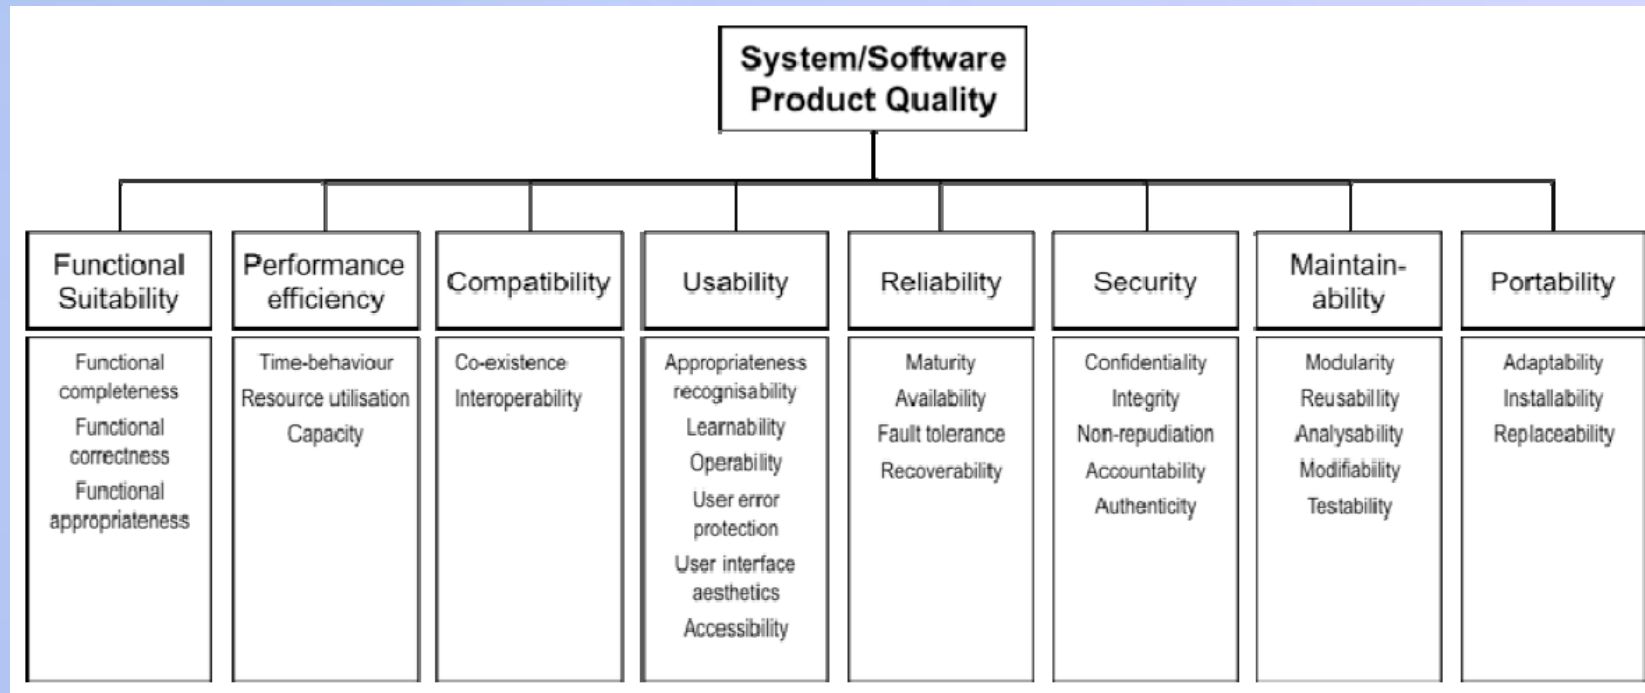 System/Software
Product Quality
Functional
Suitability
Performance
efficiency
Compatibility
Usability
Reliability
Security
Maintain-
ability
Portability
Functional
completeness
Functional
correctness
Functional
appropriateness
Time-behaviour
Resource utilisation
Capacity
Co-existence
Interoperability
Appropriateness
recognisability
Learnability
Operability
User error
protection
User interface
aesthetics
Accessibility
Maturity
Availability
Fault tolerance
Recoverability
Confidentiality
Integrity
Non-repudiation
Accountability
Authenticity
Modularity
Reusability
Analysability
Modifiability
Testability
Adaptability
Installability
Replaceability